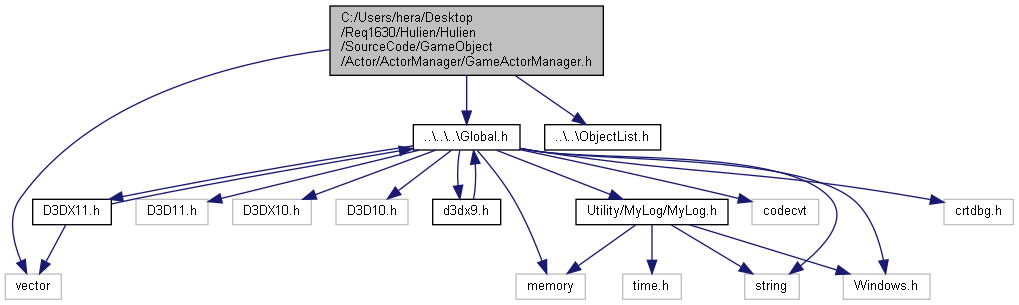 C:/Users/hera/Desktop
/Req1630/Hulien/Hulien
/SourceCode/GameObject
/Actor/ActorManager/GameActorManager.h
..\..\..\Global.h
..\..\ObjectList.h
D3DX11.h
D3D11.h
D3DX10.h
D3D10.h
d3dx9.h
Utility/MyLog/MyLog.h
codecvt
crtdbg.h
vector
memory
time.h
string
Windows.h